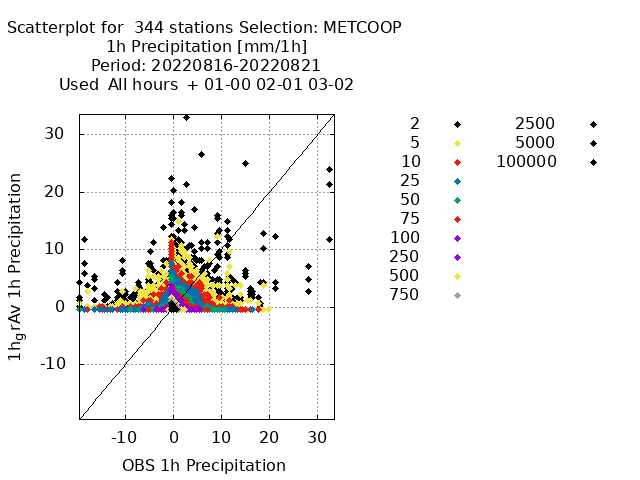 Scatterplot for 344 stations Selection: METCOOP
1h Precipitation [mm/1h]
Period: 20220816-20220821
Used All hours + 01-00 02-01 03-02
2
5
10
25
50
75
100
250
500
750
2500
5000
100000
30
20
10
0
-10
1hgrAv 1h Precipitation
-10 0 10 20 30
OBS 1h Precipitation